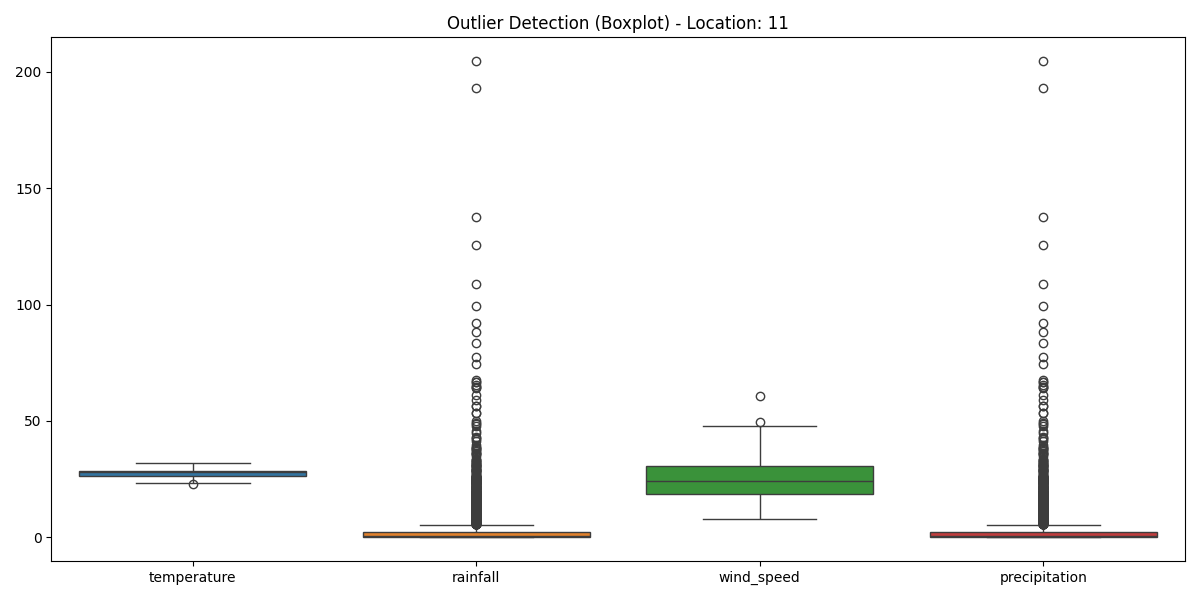 Outlier Detection (Boxplot) - Location: 11
200
150
100
50
0
temperature rainfall wind_speed precipitation